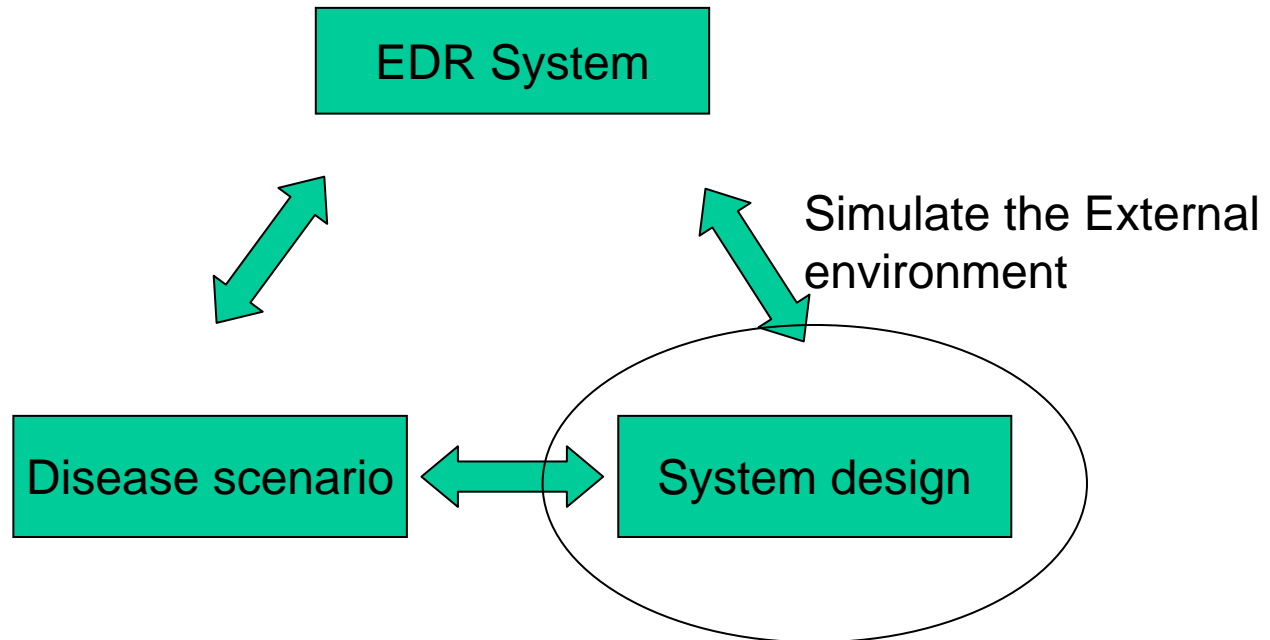 EDR System
Simulate the External
environment
Disease scenario
System design